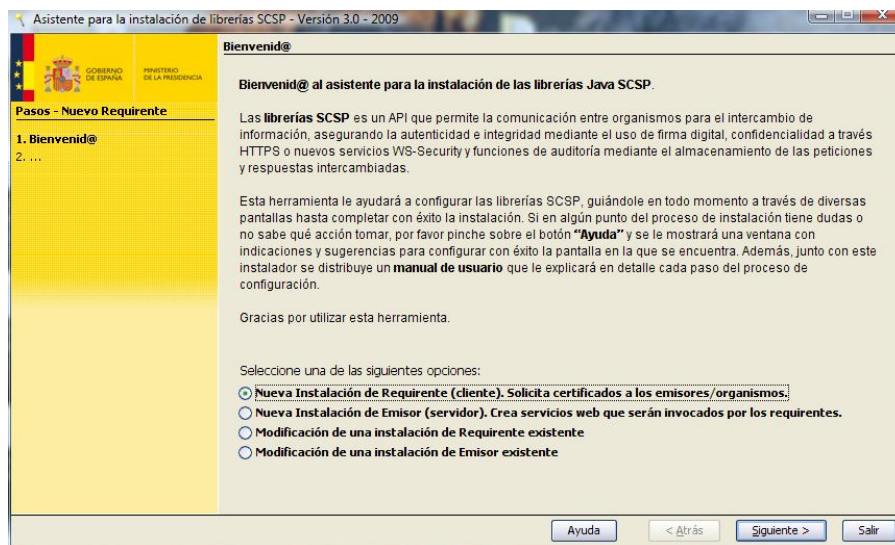 Asistente para la instalación de librerías SCSP - Versión 3.0 - 2009
GOBIERNO
DE ESPAÑA
MINISTERIO
DE LA PRESIDENCIA
Pasos - Nuevo Requirente
1. Bienvenid@
2. ...
Bienvenid@
Bienvenid@ al asistente para la instalación de las librerías Java SCSP.
Las librerías SCSP es un API que permite la comunicación entre organismos para el intercambio de
información, asegurando la autenticidad e integridad mediante el uso de firma digital, confidencialidad a través
HTTPS o nuevos servicios WS-Security y funciones de auditoría mediante el almacenamiento de las peticiones
y respuestas intercambiadas.
Esta herramienta le ayudará a configurar las librerías SCSP, guiándole en todo momento a través de diversas
pantallas hasta completar con éxito la instalación. Si en algún punto del proceso de instalación tiene dudas o
no sabe qué acción tomar, por favor pinche sobre el botón “Ayuda” y se le mostrará una ventana con
indicaciones y sugerencias para configurar con éxito la pantalla en la que se encuentra. Además, junto con este
instalador se distribuye un manual de usuario que le explicará en detalle cada paso del proceso de
configuración.
Gracias por utilizar esta herramienta.
Seleccione una de las siguientes opciones:
Nueva Instalación de Requirente (cliente). Solicita certificados a los emisores/organismos.
Nueva Instalación de Emisor (servidor). Crea servicios web que serán invocados por los requirentes.
Modificación de una instalación de Requirente existente
Modificación de una instalación de Emisor existente
Ayuda
< Atrás
Siguiente >
Salir